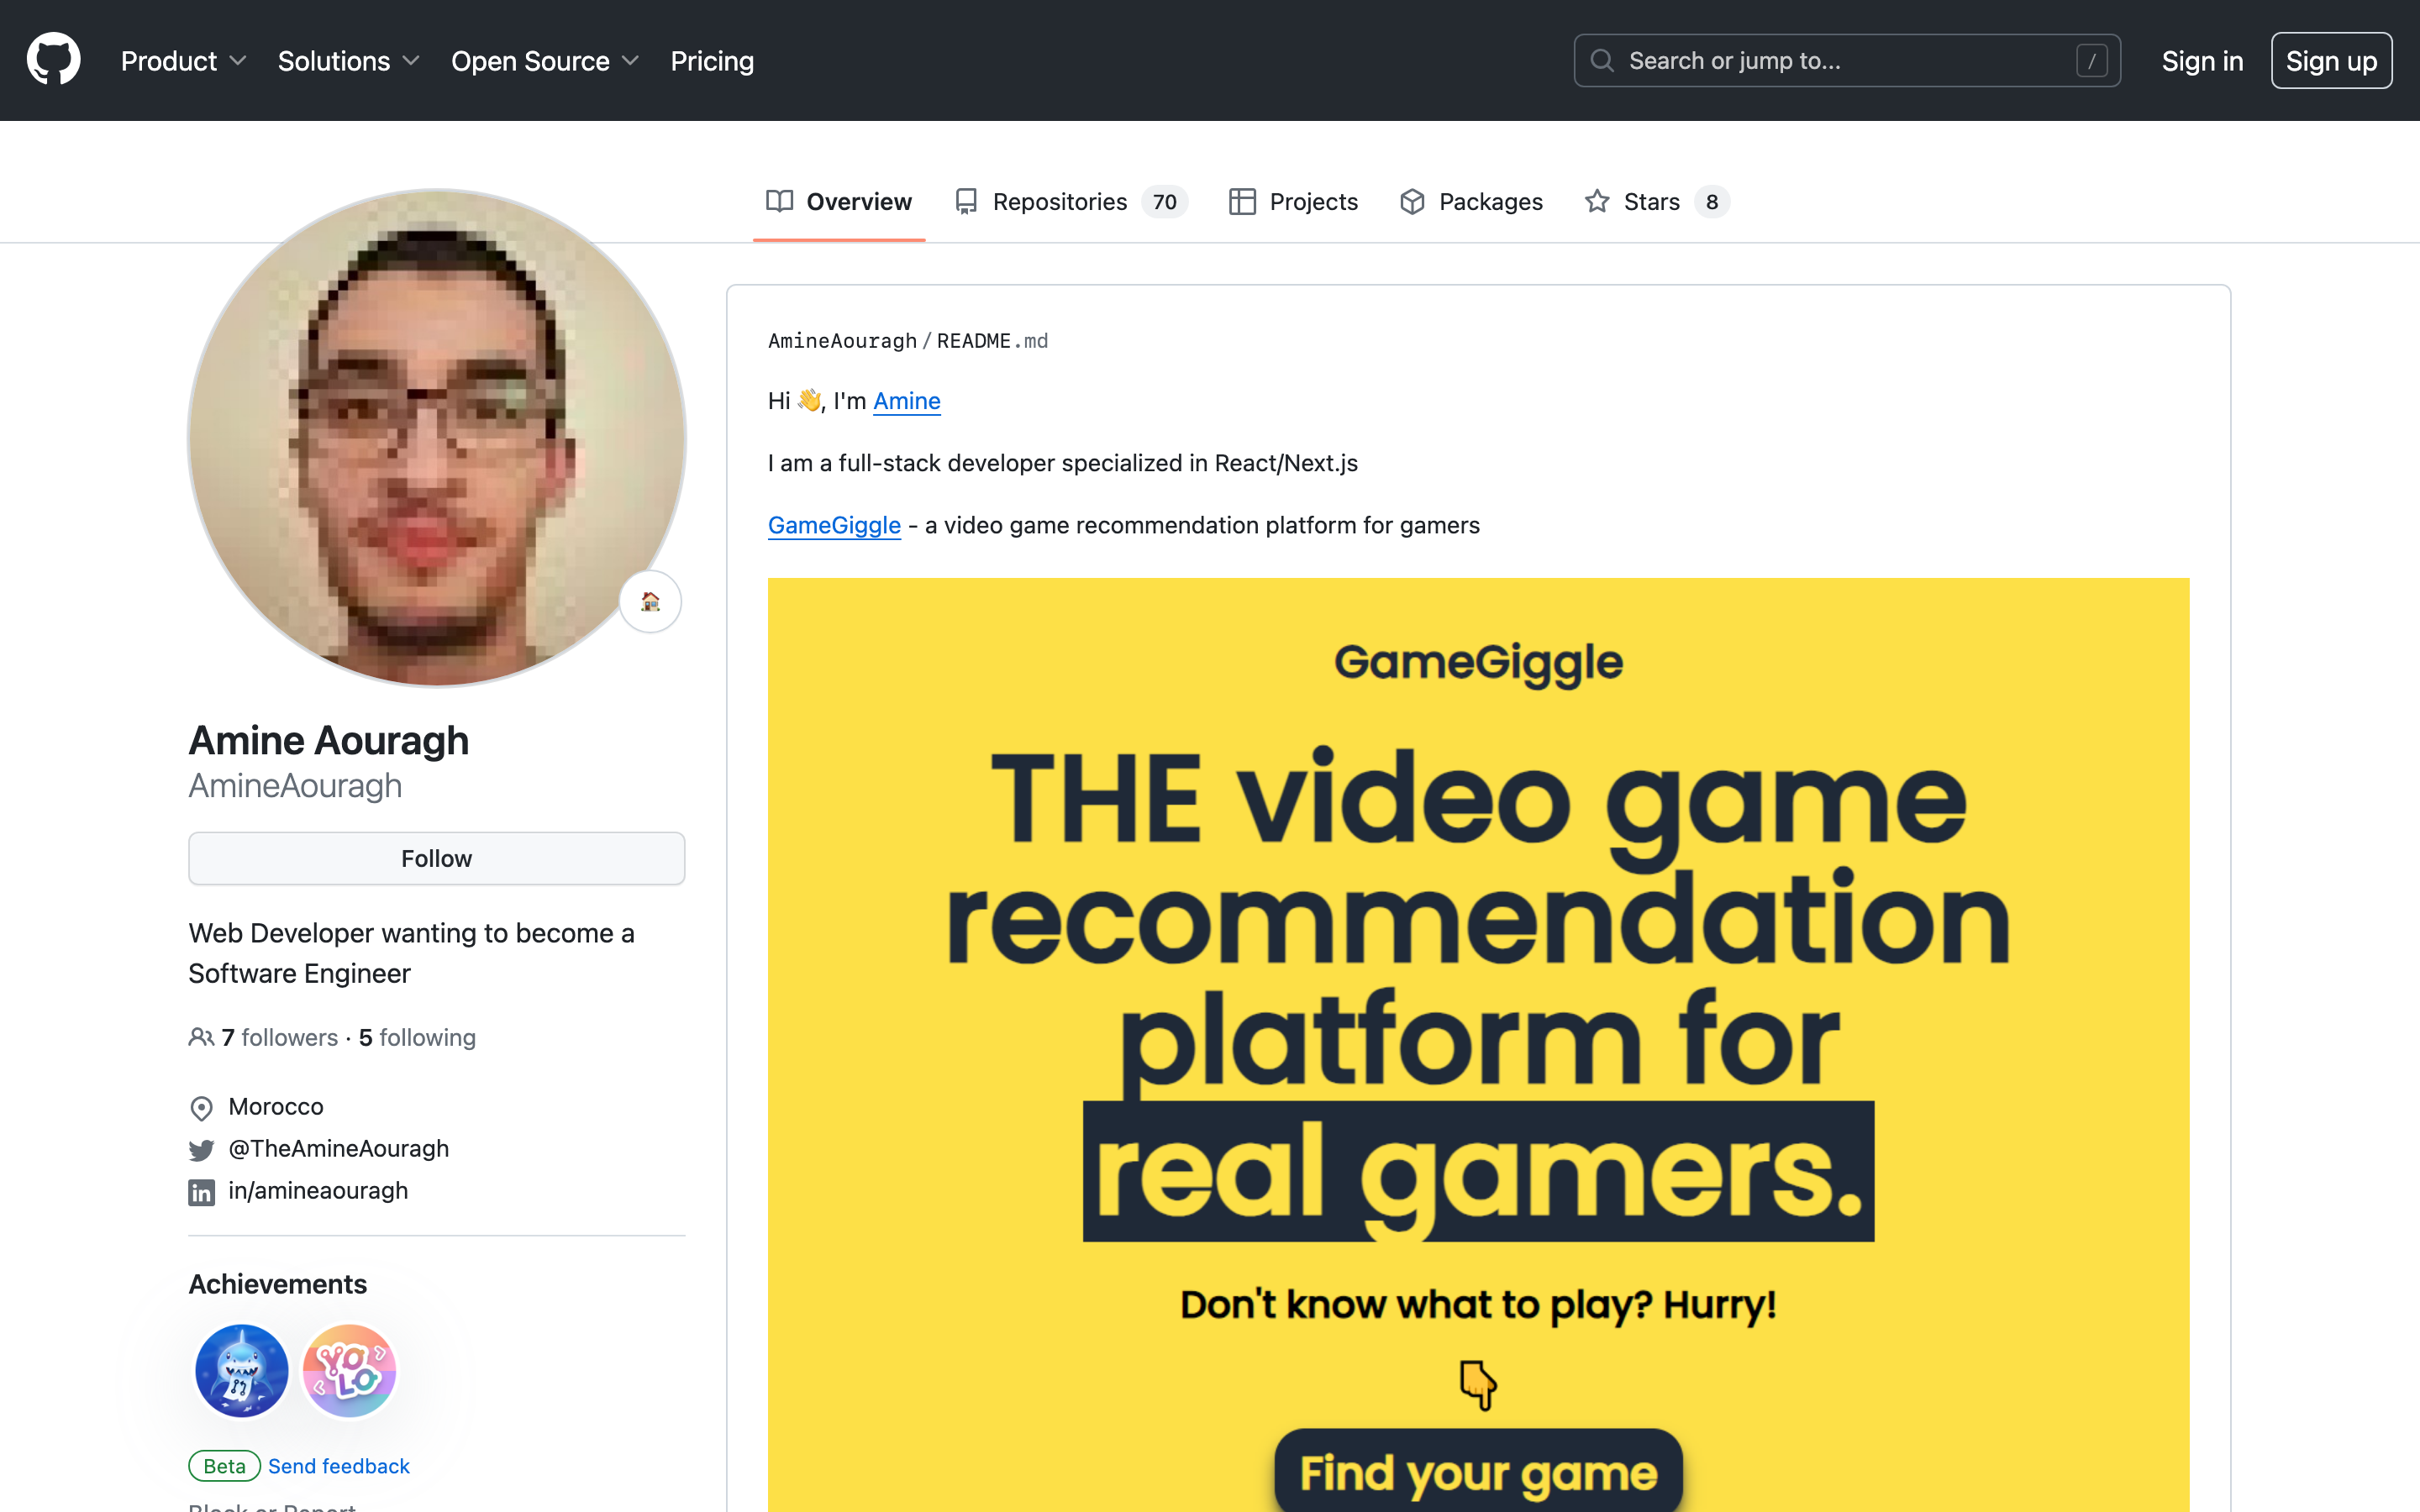 Product Solutions Open Source Pricing Search or jump to... / Sign in Sign up
Overview Repositories 70 Projects Packages Stars 8
Amine Aouragh
AmineAouragh
Follow
Web Developer wanting to become a
Software Engineer
7 followers · 5 following
Morocco
@TheAmineAouragh
in/amineaouragh
Achievements
YOLO
Beta Send feedback
Block or Report
AmineAouragh/README.md
Hi 👋, I'm Amine
I am a full-stack developer specialized in React/Next.js
GameGiggle - a video game recommendation platform for gamers
GameGiggle
THE video game
recommendation
platform for
real gamers.
Don't know what to play? Hurry!
Find your game